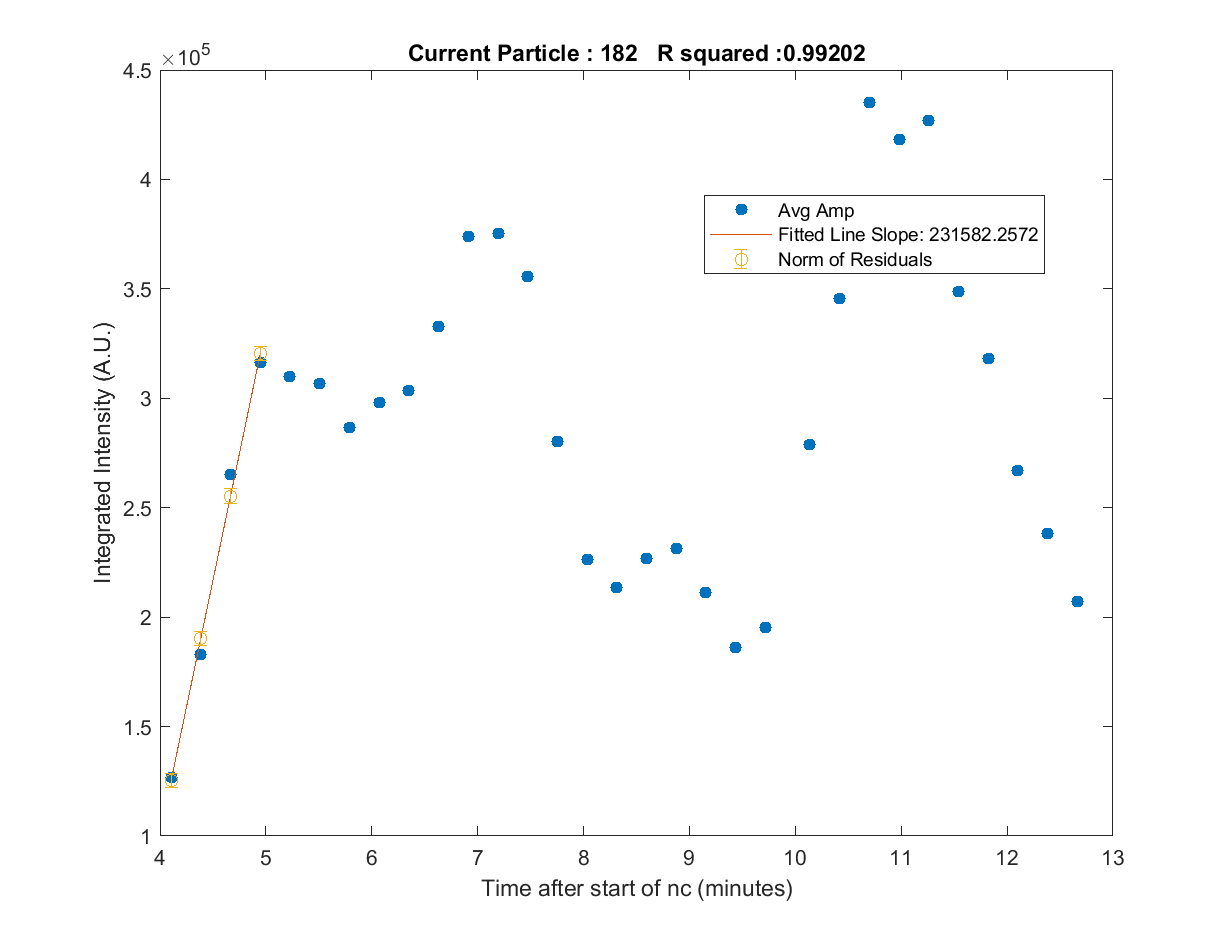 Current Particle : 182 R squared :0.99202
×10⁵
4.5
4
3.5
3
2.5
2
1.5
1
Integrated Intensity (A.U.)
Avg Amp
Fitted Line Slope: 231582.2572
Norm of Residuals
4 5 6 7 8 9 10 11 12 13
Time after start of nc (minutes)